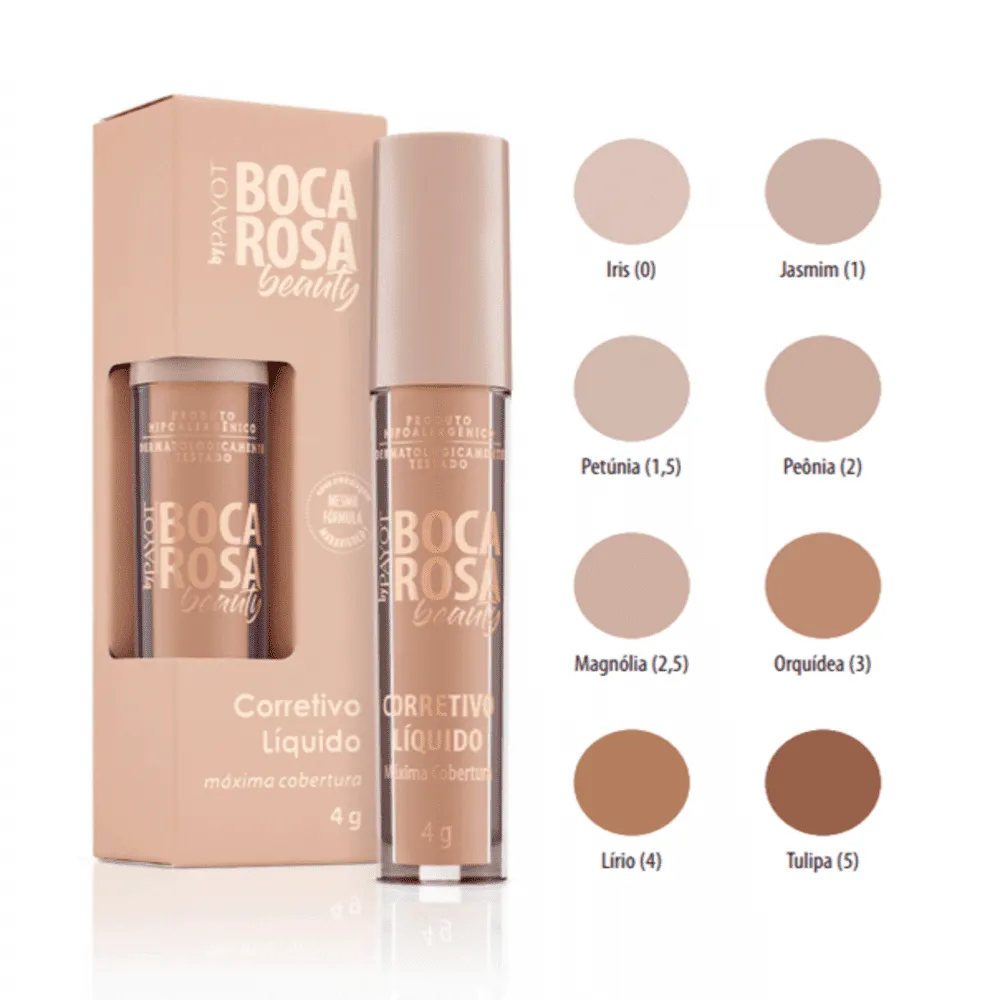 by PAYOT
BOCA
ROSA
beauty
PRODUTO
HIPOALERGÊNICO
DERMATOLOGICAMENTE
TESTADO
by PAYOT
BOCA
ROSA
beauty
MESMA
FÓRMULA
Corretivo
Líquido
máxima cobertura
4 g
PRODUTO
HIPOALERGÊNICO
DERMATOLOGICAMENTE
TESTADO
by PAYOT
BOCA
ROSA
beauty
CORRETIVO
LÍQUIDO
Máxima Cobertura
4 g
Iris (0)
Jasmim (1)
Petúnia (1,5)
Peônia (2)
Magnólia (2,5)
Orquídea (3)
Lírio (4)
Tulipa (5)